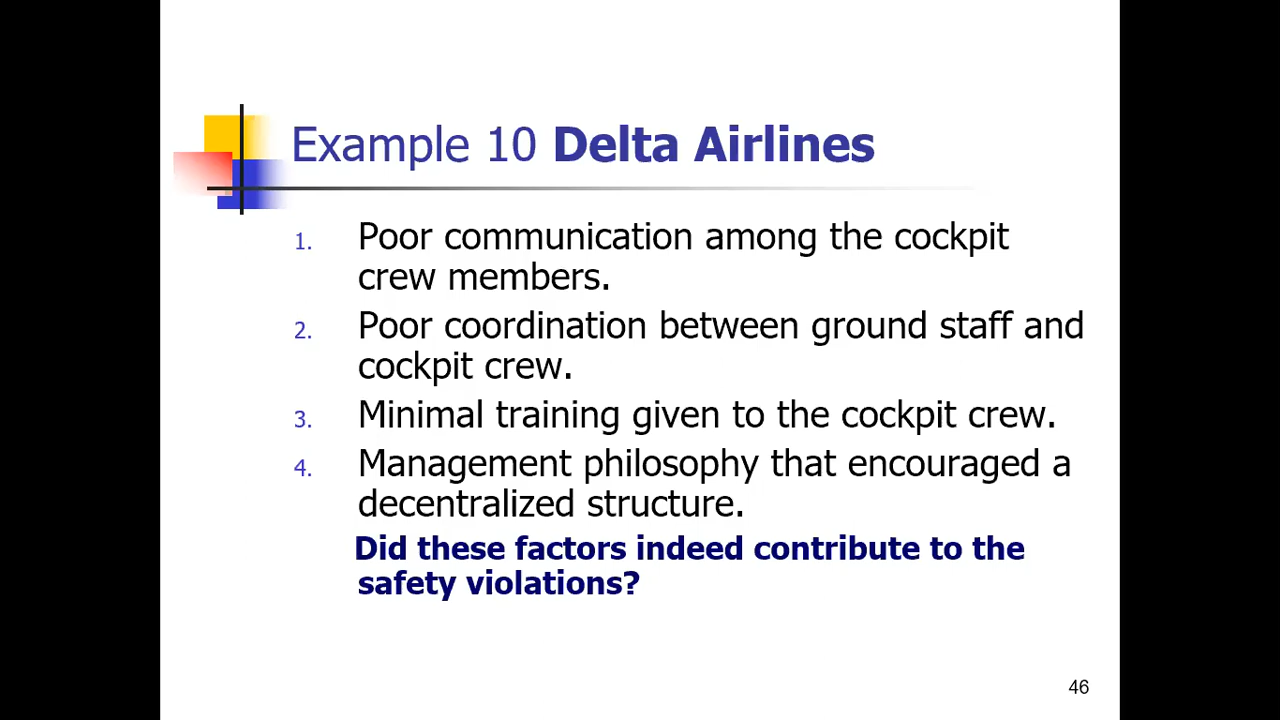 Example 10 Delta Airlines
1. Poor communication among the cockpit
crew members.
2. Poor coordination between ground staff and
cockpit crew.
3. Minimal training given to the cockpit crew.
4. Management philosophy that encouraged a
decentralized structure.
Did these factors indeed contribute to the
safety violations?
46